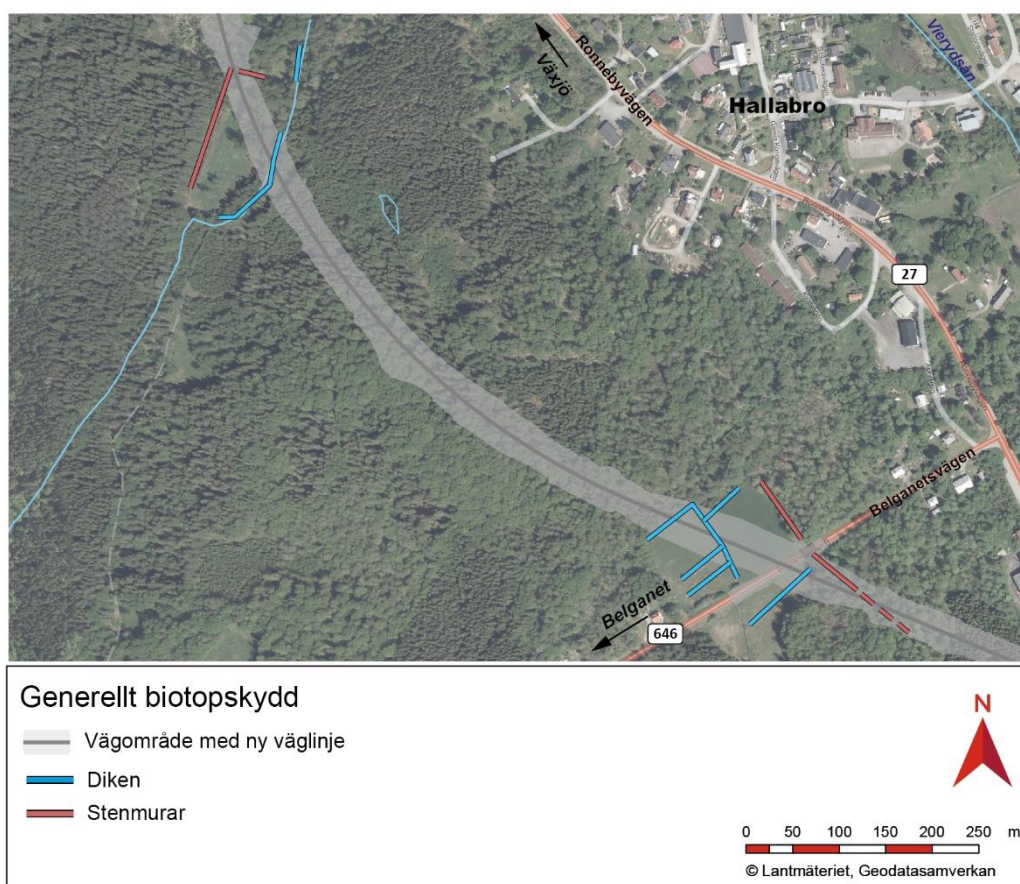 Vierydsån
Växjö
Ronnebyvägen
Hallabro
27
Belganetsvägen
Belganet
646
Generellt biotopskydd
Vägområde med ny väglinje
Diken
Stenmurar
N
0 50 100 150 200 250 m
© Lantmäteriet, Geodatasamverkan